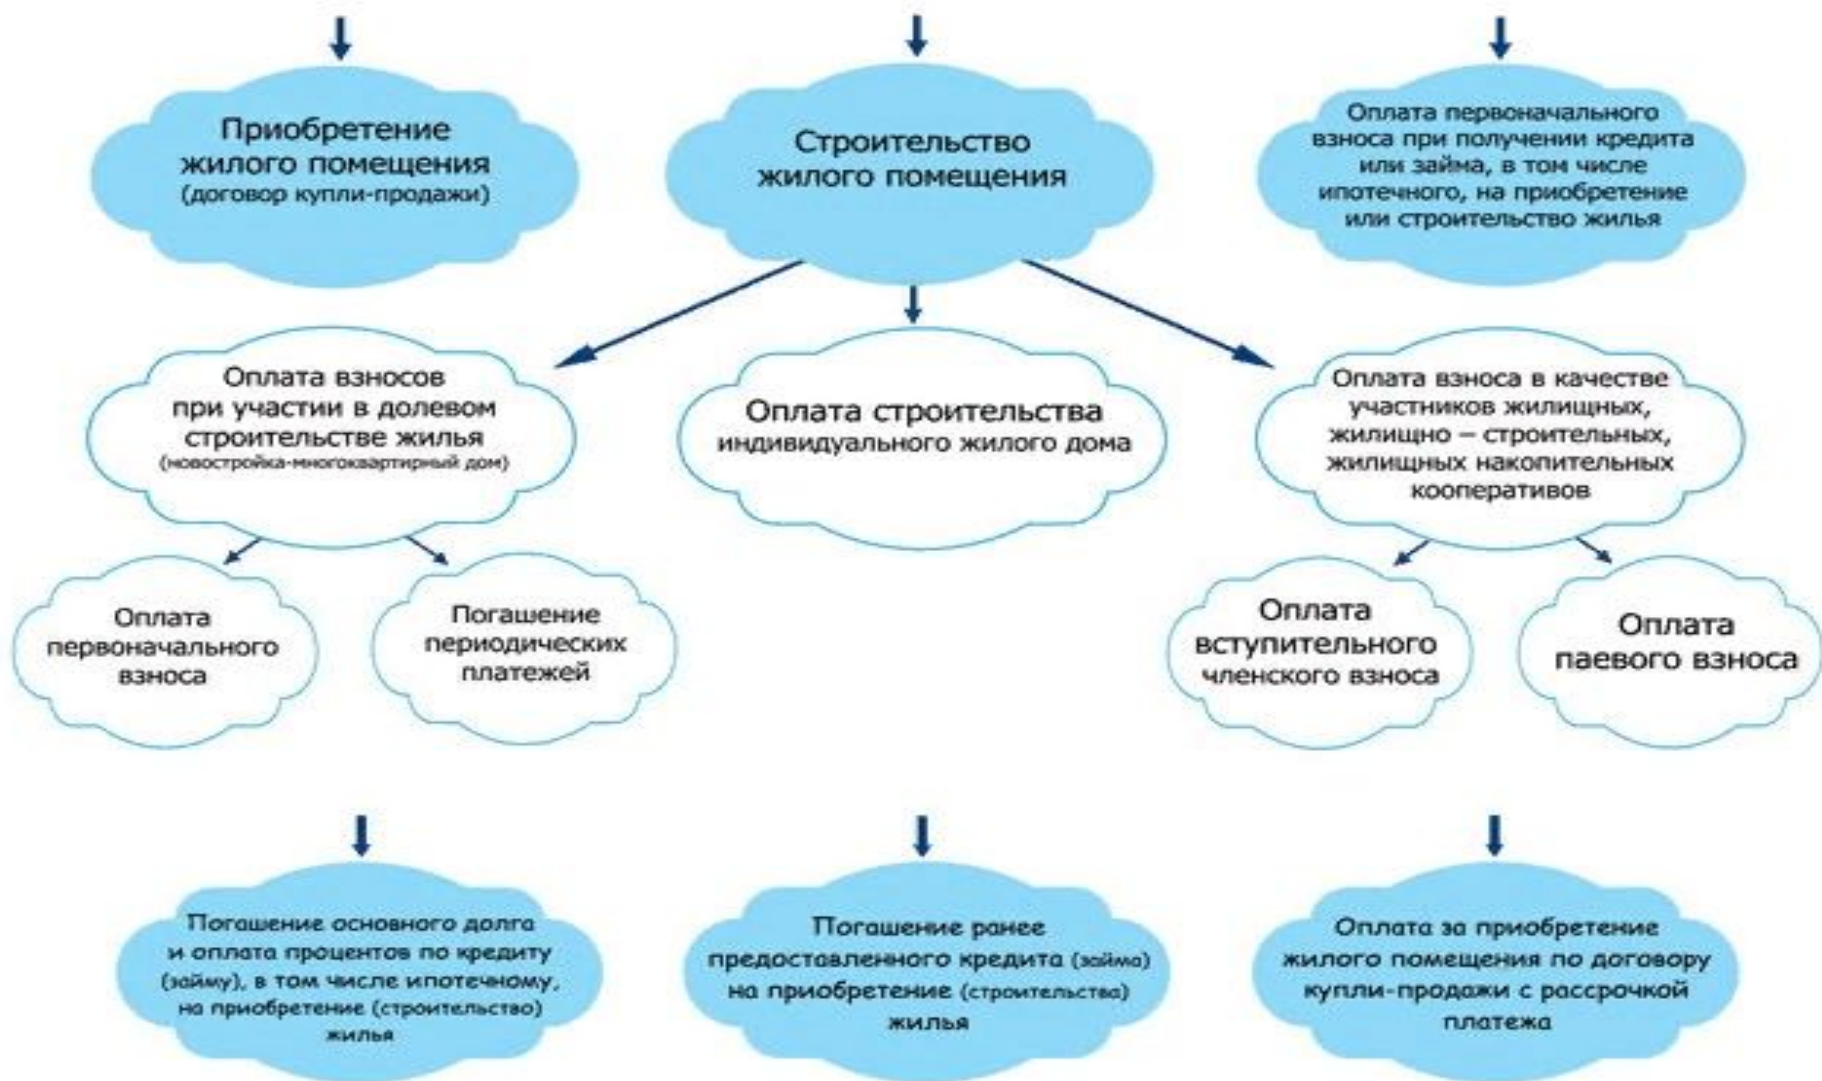 Приобретение
жилого помещения
(договор купли-продажи)
Строительство
жилого помещения
Оплата первоначального
взноса при получении кредита
или займа, в том числе
ипотечного, на приобретение
или строительство жилья
Оплата взносов
при участии в долевом
строительстве жилья
(новостройка-многоквартирный дом)
Оплата строительства
индивидуального жилого дома
Оплата взноса в качестве
участников жилищных,
жилищно – строительных,
жилищных накопительных
кооперативов
Оплата
первоначального
взноса
Погашение
периодических
платежей
Оплата
вступительного
членского взноса
Оплата
паевого взноса
Погашение основного долга
и оплата процентов по кредиту
(займу), в том числе ипотечному,
на приобретение (строительство)
жилья
Погашение ранее
предоставленного кредита (займа)
на приобретение (строительства)
жилья
Оплата за приобретение
жилого помещения по договору
купли-продажи с рассрочкой
платежа